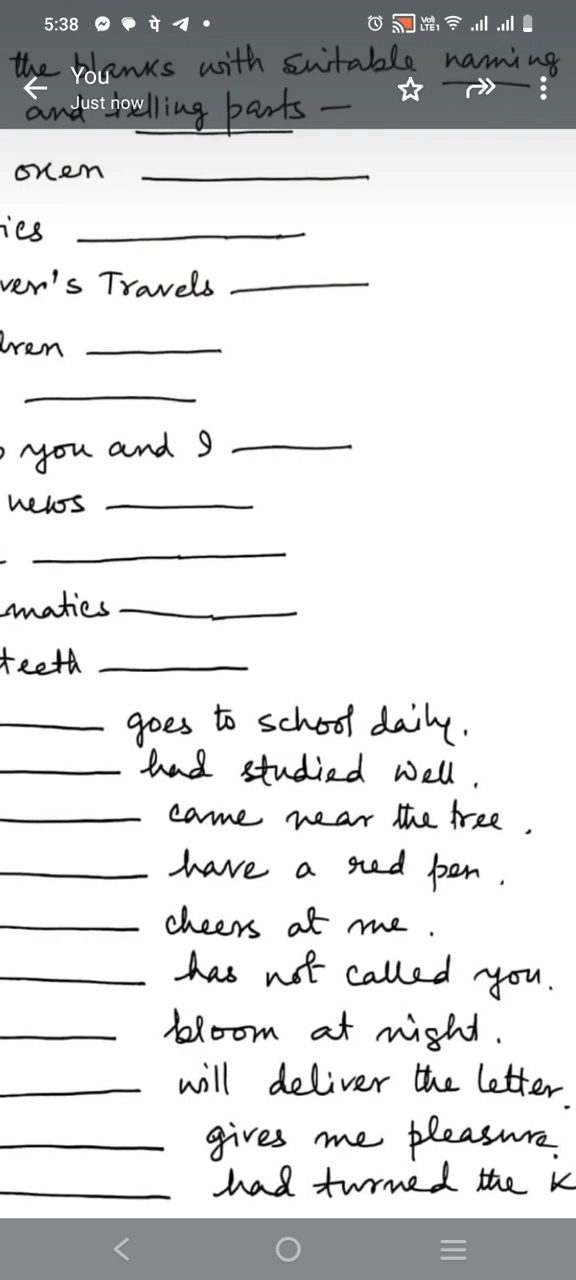 5:38
the blanks with suitable naming
You
and telling parts —
Just now
oxen
ics
ver's Travels
dren
you and I
news
matics
teeth
goes to school daily.
had studied well.
came near the tree.
have a red pen.
cheers at me.
has not called you.
bloom at night.
will deliver the letter.
gives me pleasure.
had turned the K